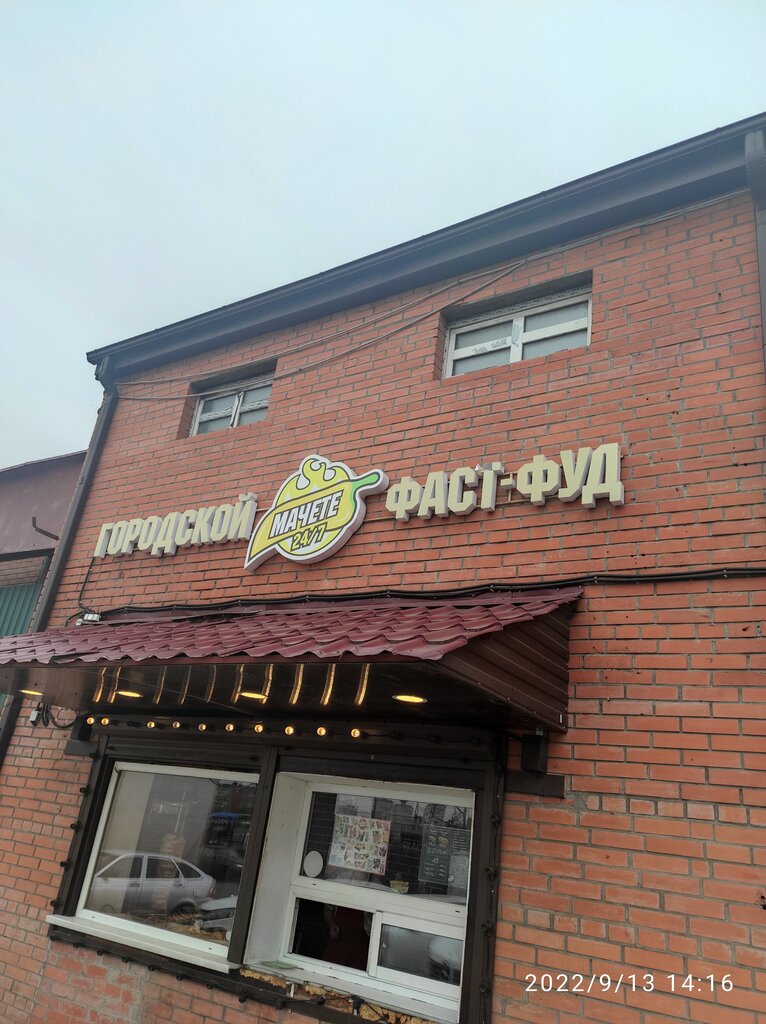 ГОРОДСКОЙ
МАЧЕТЕ
24/7
ФАСТ-ФУД
2022/9/13 14:16